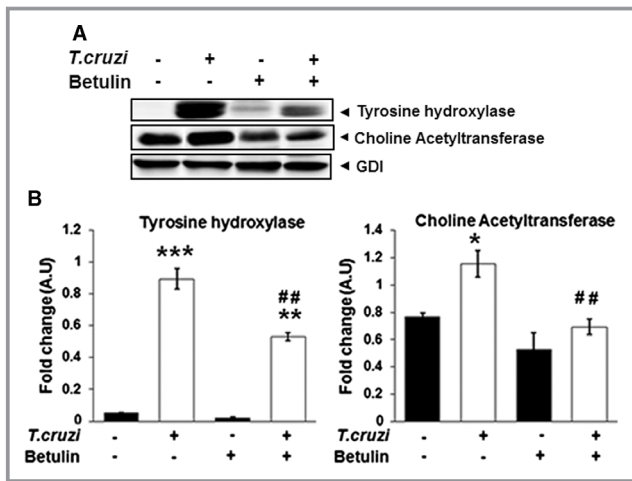 A
T.cruzi - + - +
Betulin - - + +
Tyrosine hydroxylase
Choline Acetyltransferase
GDI
B
Tyrosine hydroxylase
Fold change (A.U)
1.2
1
0.8
0.6
0.4
0.2
0
***
##
**
T.cruzi - + - +
Betulin - - + +
Choline Acetyltransferase
Fold change (A.U)
1.4
1.2
1
0.8
0.6
0.4
0.2
0
*
##
T.cruzi - + - +
Betulin - - + +